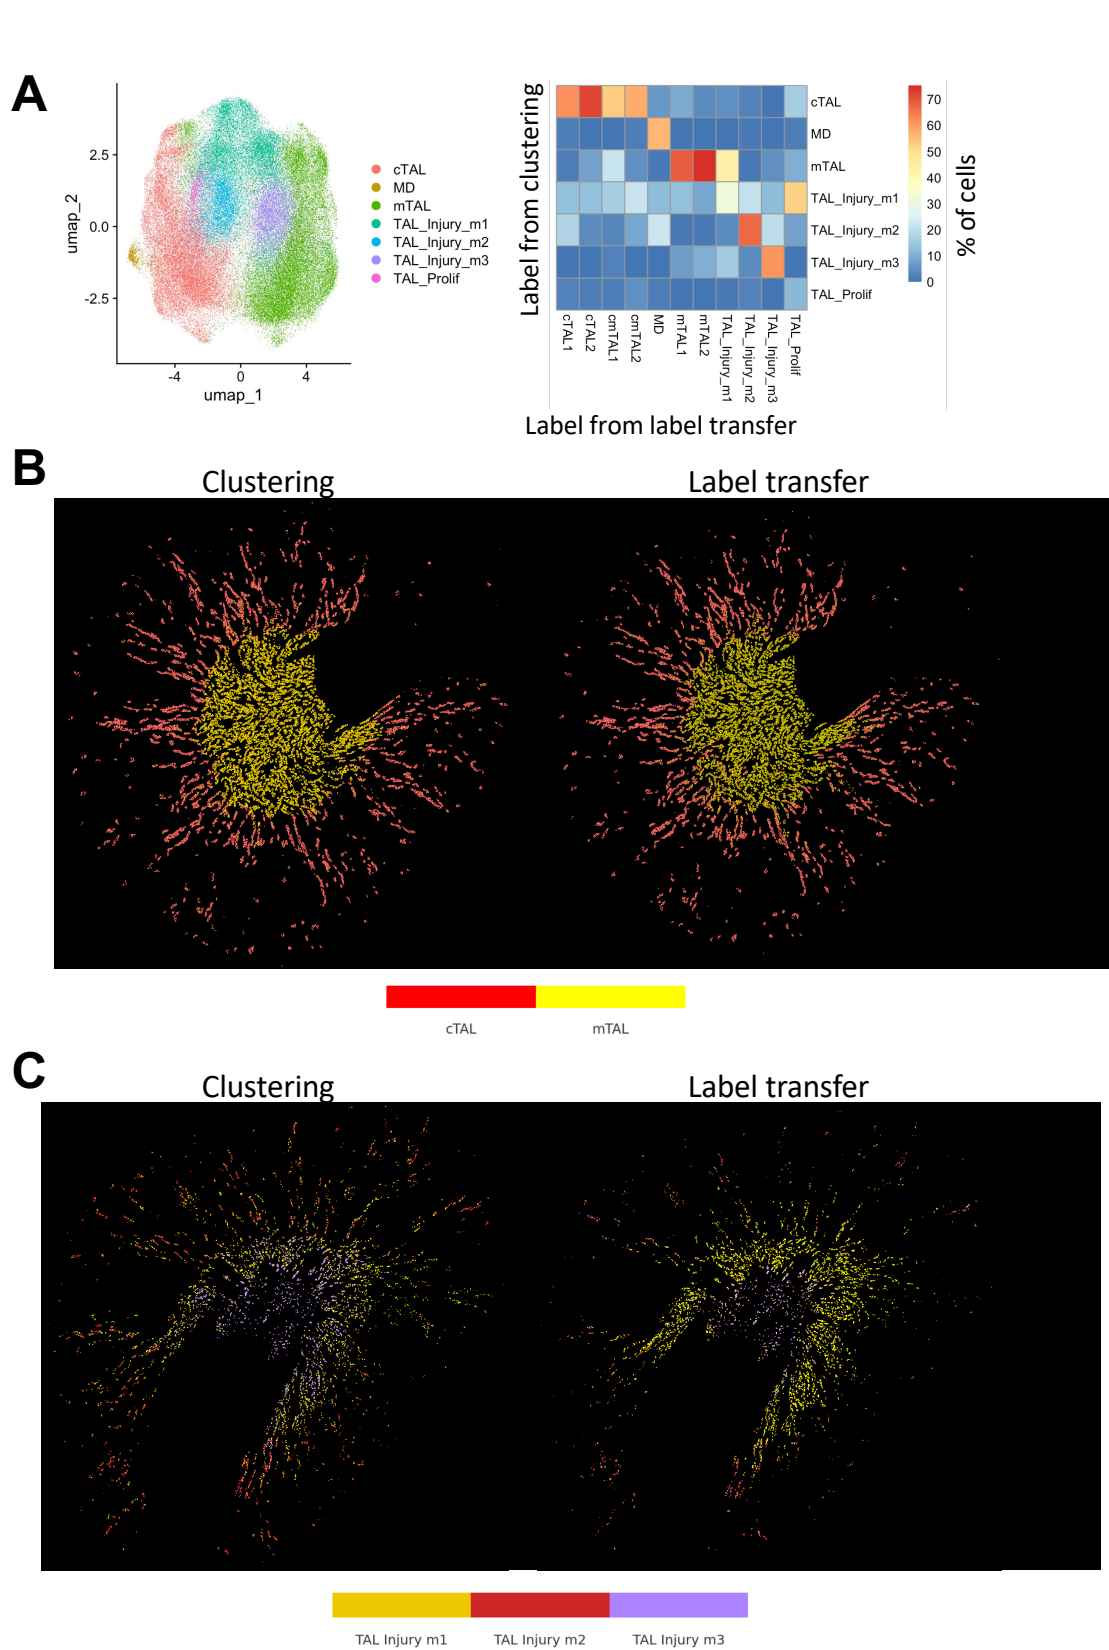 A
umap_2
2.5
0.0
-2.5
-4
0
4
umap_1
cTAL
MD
mTAL
TAL_Injury_m1
TAL_Injury_m2
TAL_Injury_m3
TAL_Prolif
Label from clustering
cTAL
MD
mTAL
TAL_Injury_m1
TAL_Injury_m2
TAL_Injury_m3
TAL_Prolif
cTAL1
cTAL2
cmTAL1
cmTAL2
MD
mTAL1
mTAL2
TAL_Injury_m1
TAL_Injury_m2
TAL_Injury_m3
TAL_Prolif
Label from label transfer
70
60
50
40
30
20
10
0
% of cells
B
Clustering
Label transfer
cTAL
mTAL
C
Clustering
Label transfer
TAL Injury m1
TAL Injury m2
TAL Injury m3